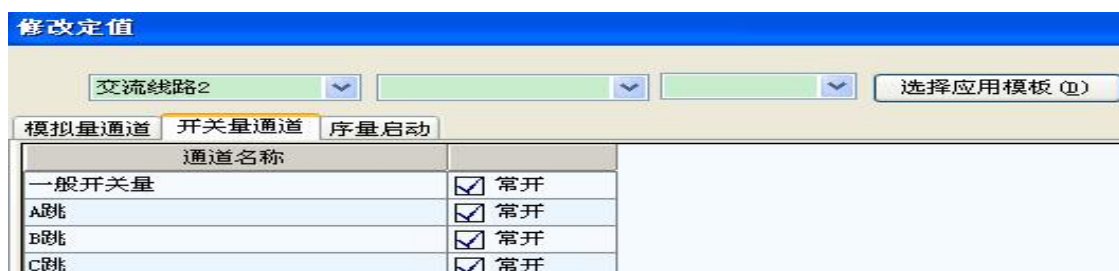 修改定值
交流线路2 选择应用模板(D)
模拟量通道 开关量通道 序量启动
通道名称
一般开关量 常开
A跳 常开
B跳 常开
C跳 常开